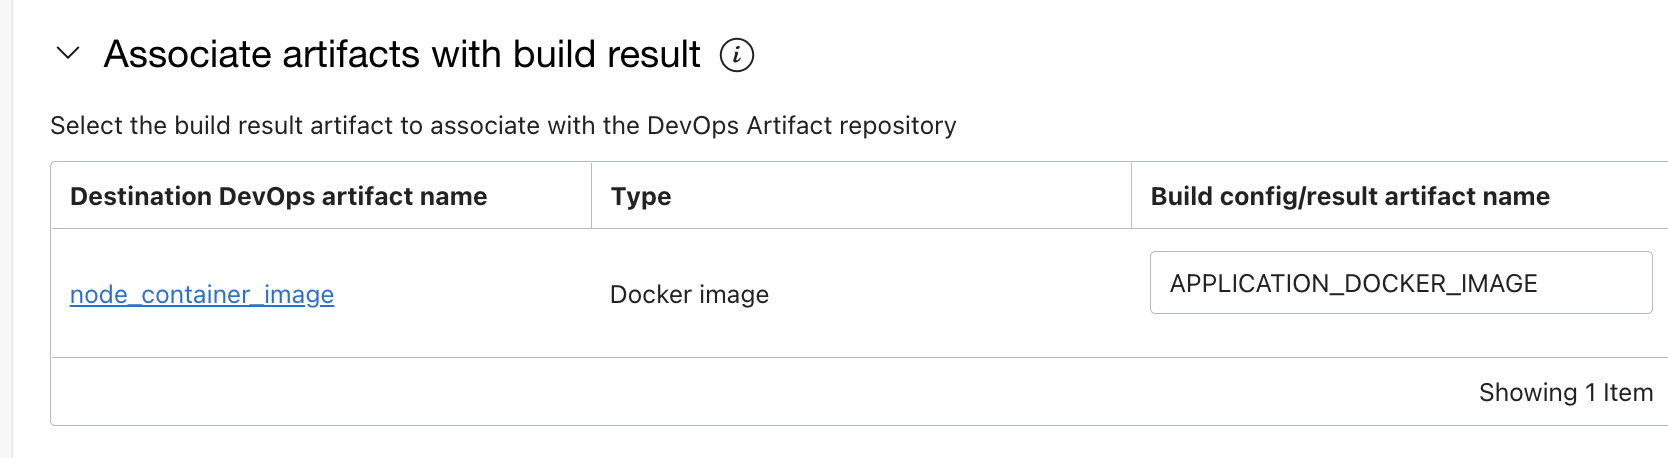 Associate artifacts with build result
Select the build result artifact to associate with the DevOps Artifact repository
Destination DevOps artifact name Type Build config/result artifact name
node_container_image Docker image APPLICATION_DOCKER_IMAGE
Showing 1 Item